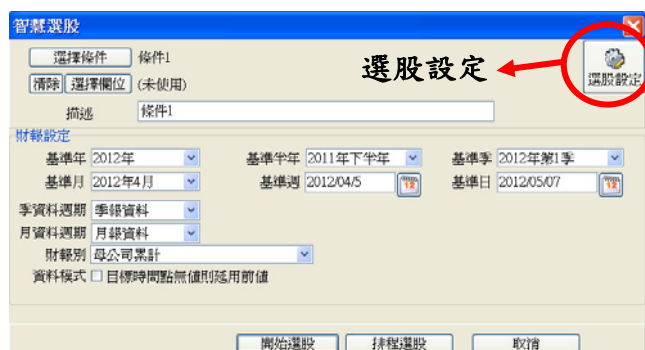 智慧選股
選擇條件 條件1
選股設定
選股設定
清除 選擇欄位 (未使用)
描述 條件1
財報設定
基準年 2012年 基準半年 2011年下半年 基準季 2012年第1季
基準月 2012年4月 基準週 2012/04/5 12 基準日 2012/05/07 12
季資料週期 季報資料
月資料週期 月報資料
財報別 母公司累計
資料模式 目標時間點無值則延用前值
開始選股 排程選股 取消